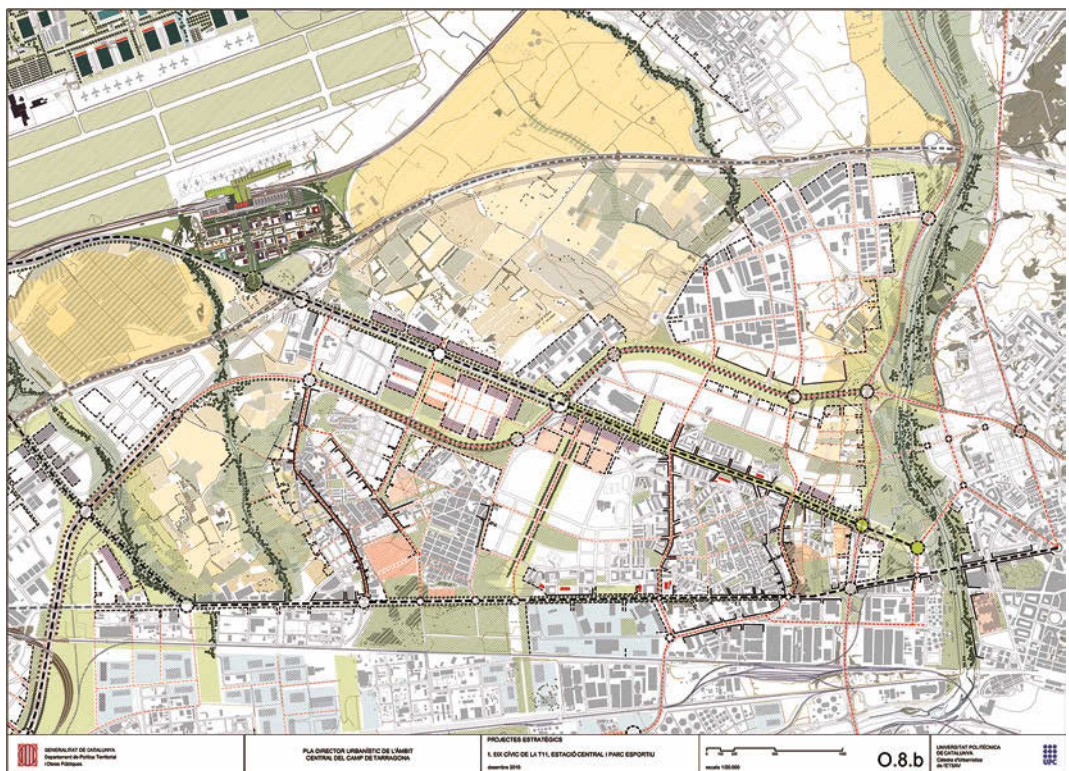 GENERALITAT DE CATALUNYA
Departament de Política Territorial
i Obres Públiques
PLA DIRECTOR URBANÍSTIC DE L'ÀMBIT
CENTRAL DEL CAMP DE TARRAGONA
PROJECTES ESTRATÈGICS
1. EIX CÍVIC DE LA T11, ESTACIÓ CENTRAL I PARC ESPORTIU
desembre 2010
escala
O.8.b
UNIVERSITAT POLITÈCNICA
DE CATALUNYA
Càtedra d'Urbanística
de l'ETSAV
UPC